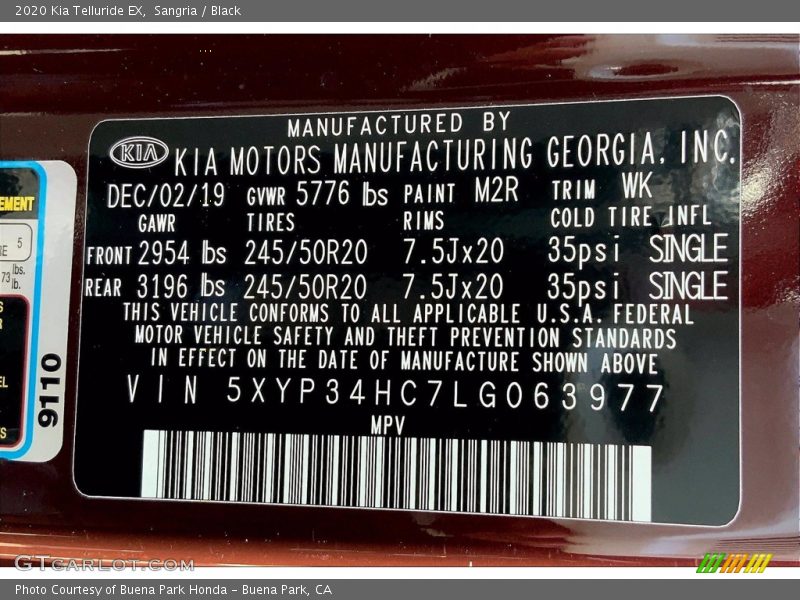 2020 Kia Telluride EX, Sangria / Black
MANUFACTURED BY
KIA KIA MOTORS MANUFACTURING GEORGIA, INC.
DEC/02/19 GVWR 5776 lbs PAINT M2R TRIM WK
GAWR TIRES RIMS COLD TIRE INFL
FRONT 2954 lbs 245/50R20 7.5Jx20 35psi SINGLE
REAR 3196 lbs 245/50R20 7.5Jx20 35psi SINGLE
THIS VEHICLE CONFORMS TO ALL APPLICABLE U.S.A. FEDERAL
MOTOR VEHICLE SAFETY AND THEFT PREVENTION STANDARDS
IN EFFECT ON THE DATE OF MANUFACTURE SHOWN ABOVE
VIN 5XYP34HC7LG063977
MPV
5
73 lbs.
lb.
9110
GTcarlot.com
Photo Courtesy of Buena Park Honda – Buena Park, CA